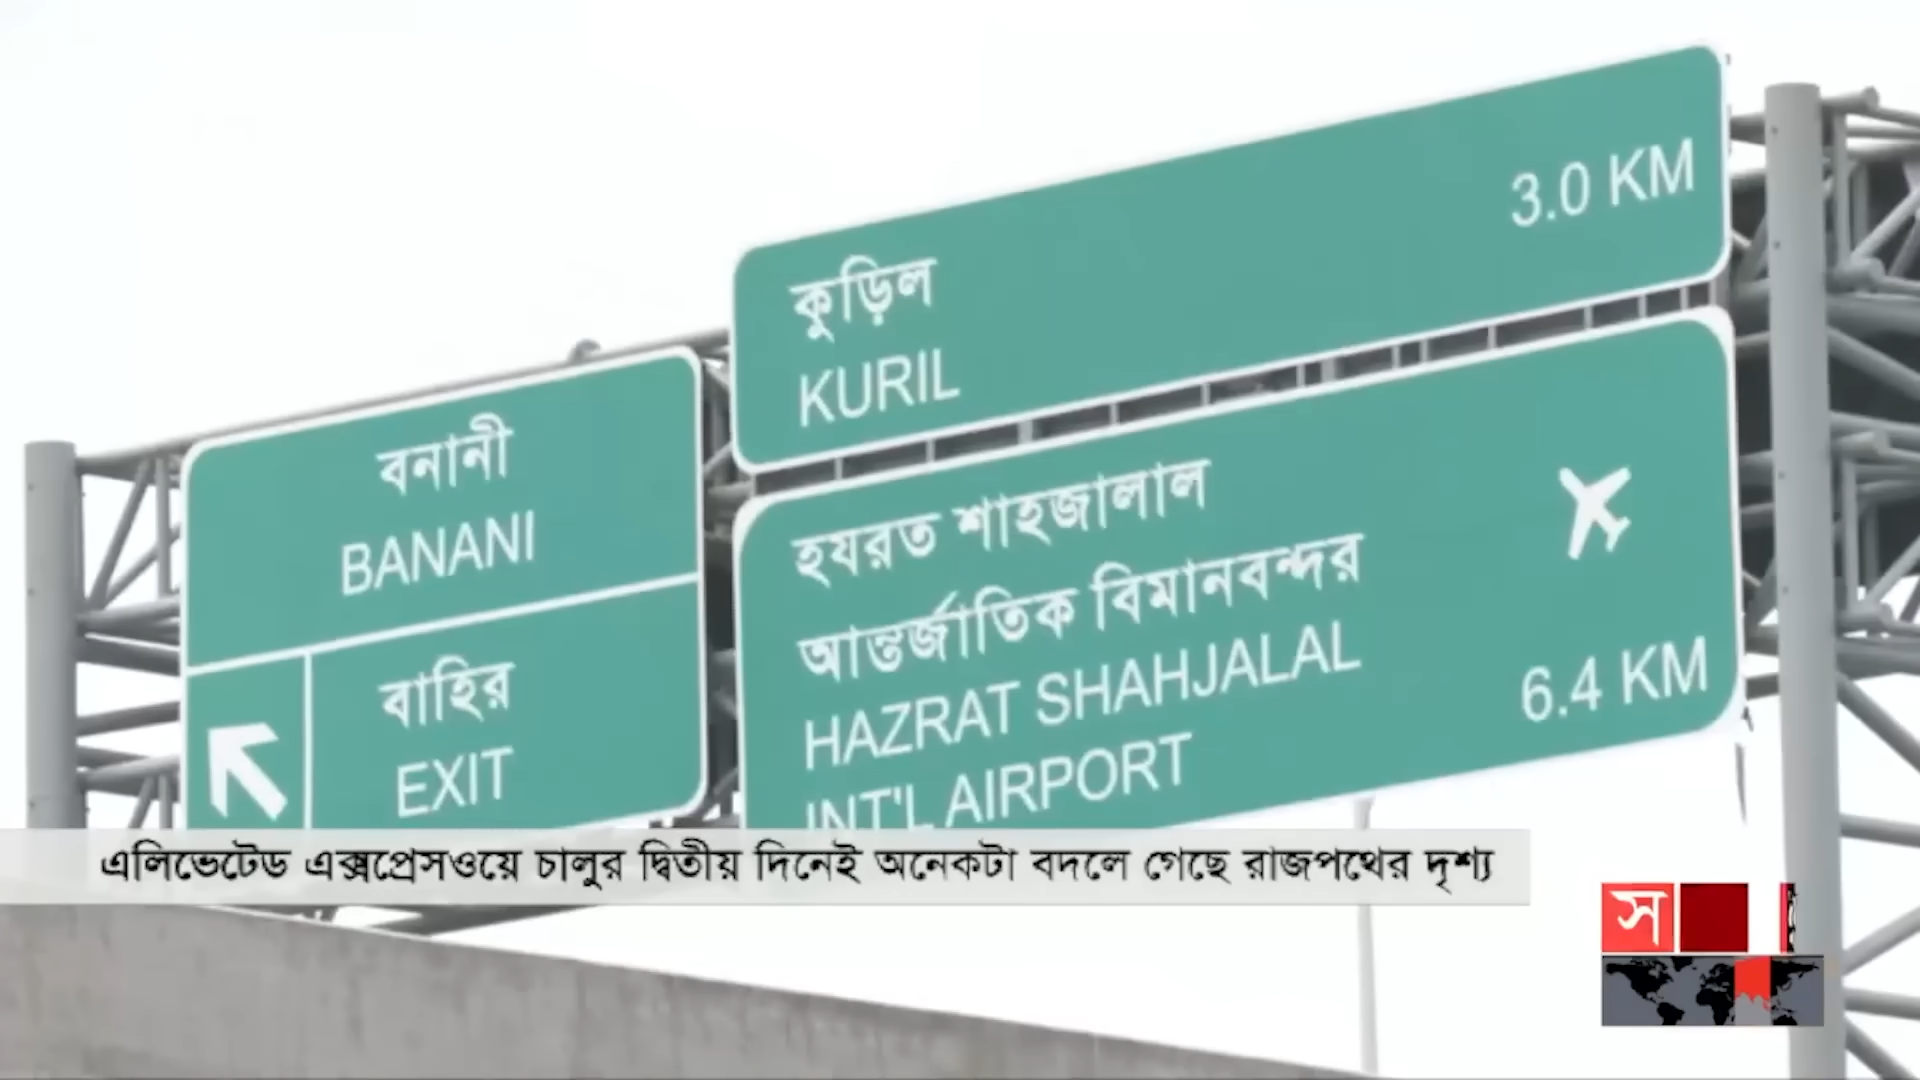 কুড়িল
KURIL
3.0 KM
বনানী
BANANI
বাহির
EXIT
হযরত শাহজালাল
আন্তর্জাতিক বিমানবন্দর
HAZRAT SHAHJALAL
INT'L AIRPORT
6.4 KM
এলিভেটেড এক্সপ্রেসওয়ে চালুর দ্বিতীয় দিনেই অনেকটা বদলে গেছে রাজপথের দৃশ্য
স